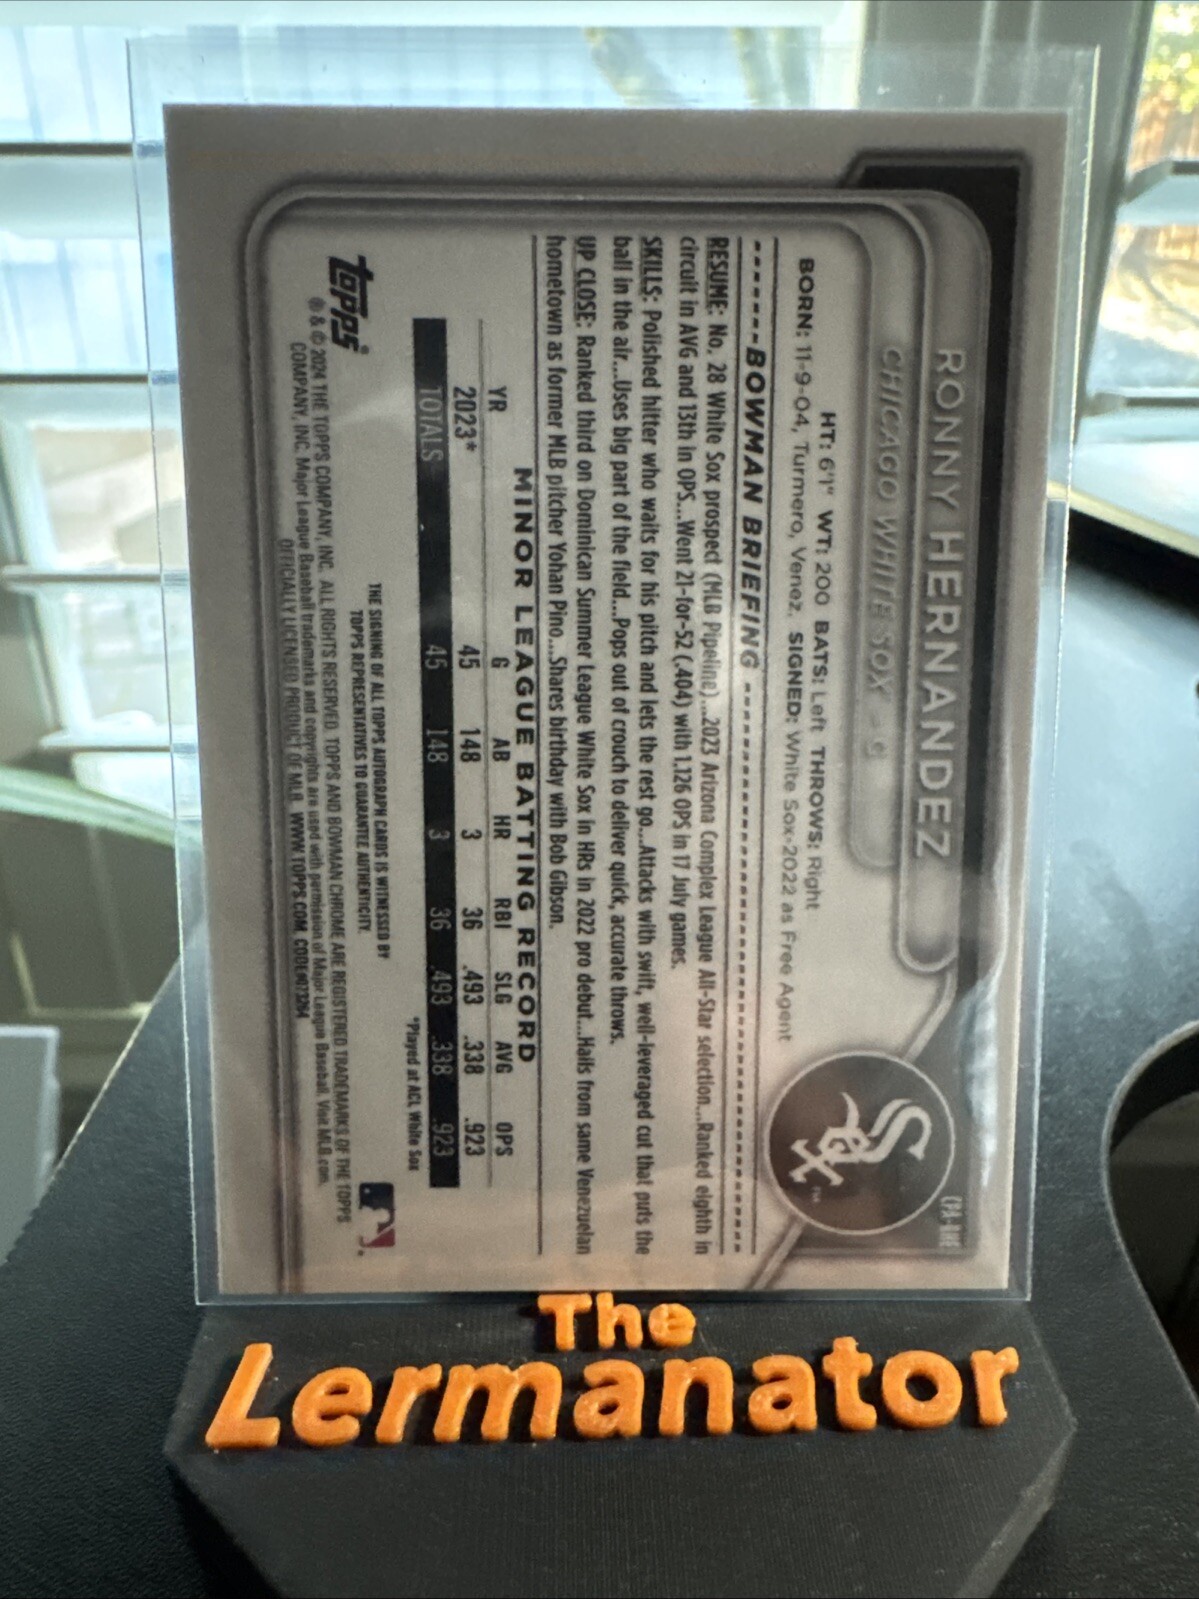 RONNY HERNANDEZ
CHICAGO WHITE SOX - C
HT: 6'1" WT: 200 BATS: Left THROWS: Right
BORN: 11-9-04, Turmero, Venez. SIGNED: White Sox-2022 as Free Agent
------BOWMAN BRIEFING
RESUME: No. 28 White Sox prospect (MLB Pipeline)...2023 Arizona Complex League All-Star selection...Ranked eighth in
circuit in AVG and 13th in OPS...Went 21-for-52 (.404) with 1.126 OPS in 17 July games.
SKILLS: Polished hitter who waits for his pitch and lets the rest go...Attacks with swift, well-leveraged cut that puts the
ball in the air...Uses big part of the field...Pops out of crouch to deliver quick, accurate throws.
UP CLOSE: Ranked third on Dominican Summer League White Sox in HRs in 2022 pro debut...Hails from same Venezuelan
hometown as former MLB pitcher Yohan Pino...Shares birthday with Bob Gibson.
MINOR LEAGUE BATTING RECORD
YR G AB HR RBI SLG AVG OPS
2023* 45 148 3 36 .493 .338 .923
TOTALS 45 148 3 36 .493 .338 .923
*Played at ACL White Sox
THE SIGNING OF ALL TOPPS AUTOGRAPH CARDS IS WITNESSED BY
TOPPS REPRESENTATIVES TO GUARANTEE AUTHENTICITY.
topps®
® & © 2024 THE TOPPS COMPANY, INC. ALL RIGHTS RESERVED. TOPPS AND BOWMAN CHROME ARE REGISTERED TRADEMARKS OF THE TOPPS
COMPANY, INC. Major League Baseball trademarks and copyrights are used with permission of Major League Baseball. Visit MLB.com.
OFFICIALLY LICENSED PRODUCT OF MLB. WWW.TOPPS.COM.
Sox
The
Lermanator